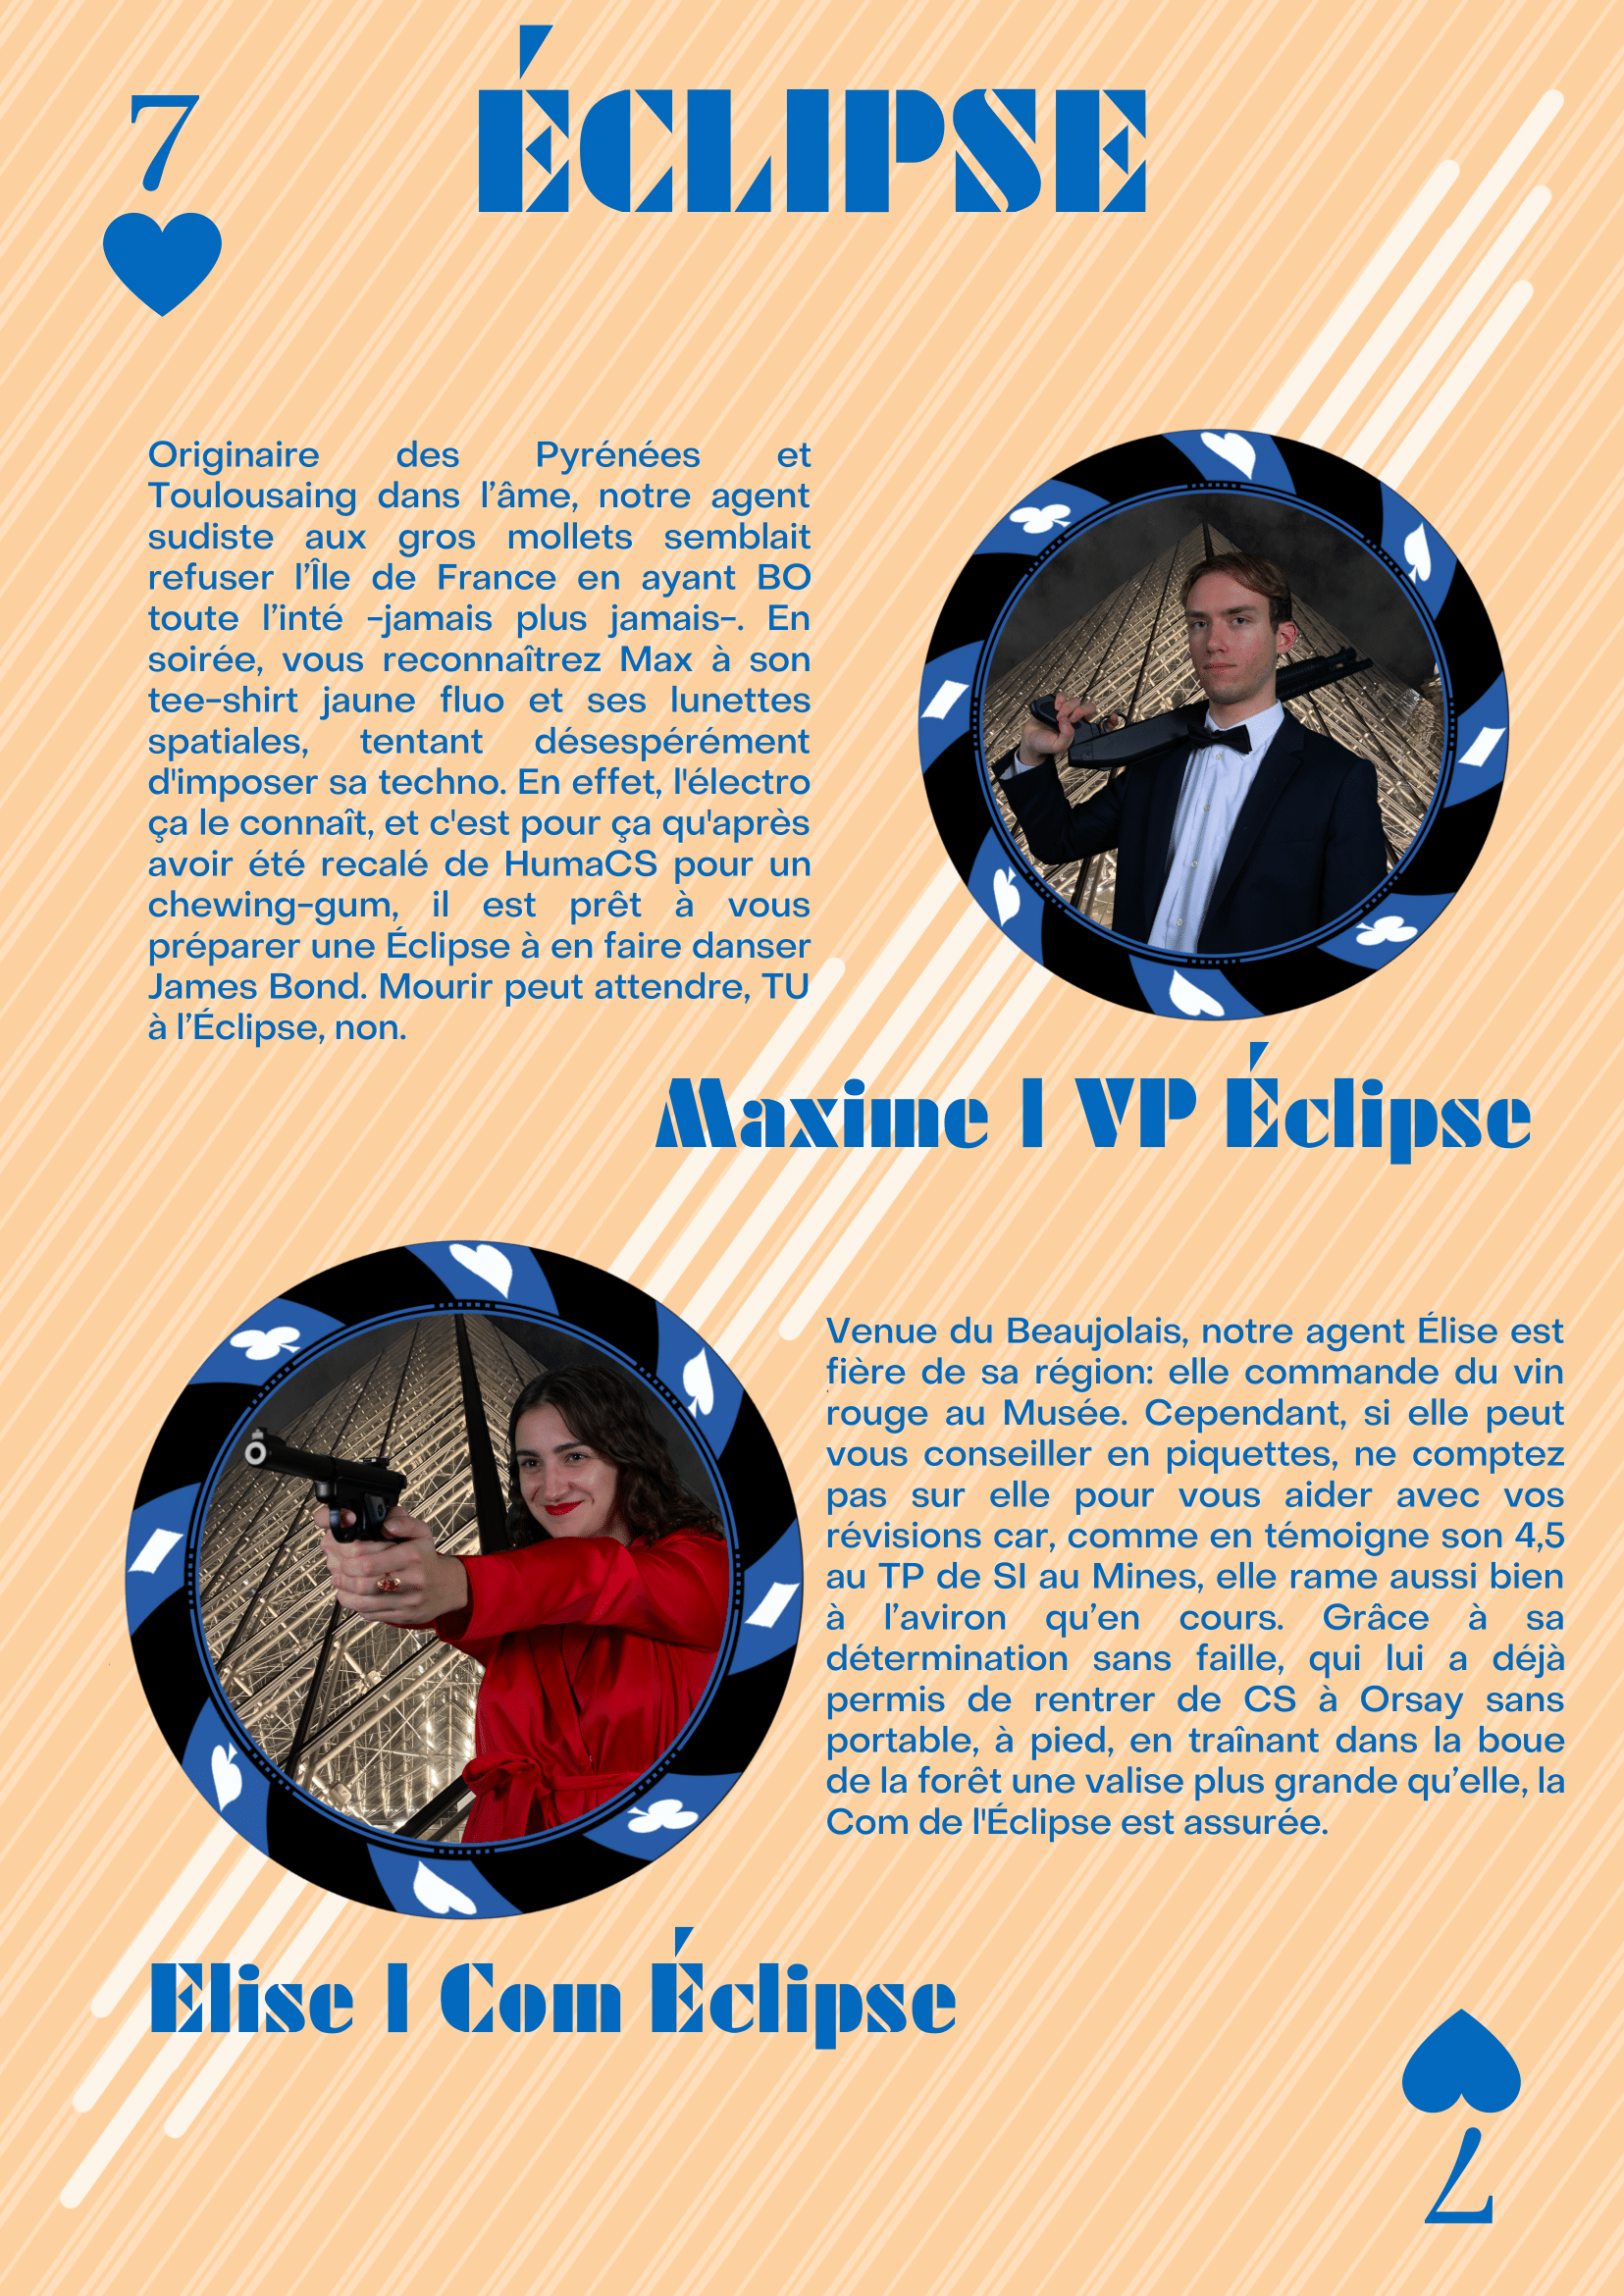 7
ÉCLIPSE
Originaire des Pyrénées et
Toulousaing dans l’âme, notre agent
sudiste aux gros mollets semblait
refuser l’Île de France en ayant BO
toute l’inté -jamais plus jamais-. En
soirée, vous reconnaîtrez Max à son
tee-shirt jaune fluo et ses lunettes
spatiales, tentant désespérément
d'imposer sa techno. En effet, l'électro
ça le connaît, et c'est pour ça qu'après
avoir été recalé de HumaCS pour un
chewing-gum, il est prêt à vous
préparer une Éclipse à en faire danser
James Bond. Mourir peut attendre, TU
à l’Éclipse, non.
Maxime | VP Éclipse
Venue du Beaujolais, notre agent Élise est
fière de sa région: elle commande du vin
rouge au Musée. Cependant, si elle peut
vous conseiller en piquettes, ne comptez
pas sur elle pour vous aider avec vos
révisions car, comme en témoigne son 4,5
au TP de SI au Mines, elle rame aussi bien
à l’aviron qu’en cours. Grâce à sa
détermination sans faille, qui lui a déjà
permis de rentrer de CS à Orsay sans
portable, à pied, en traînant dans la boue
de la forêt une valise plus grande qu’elle, la
Com de l'Éclipse est assurée.
Elise | Com Éclipse
7